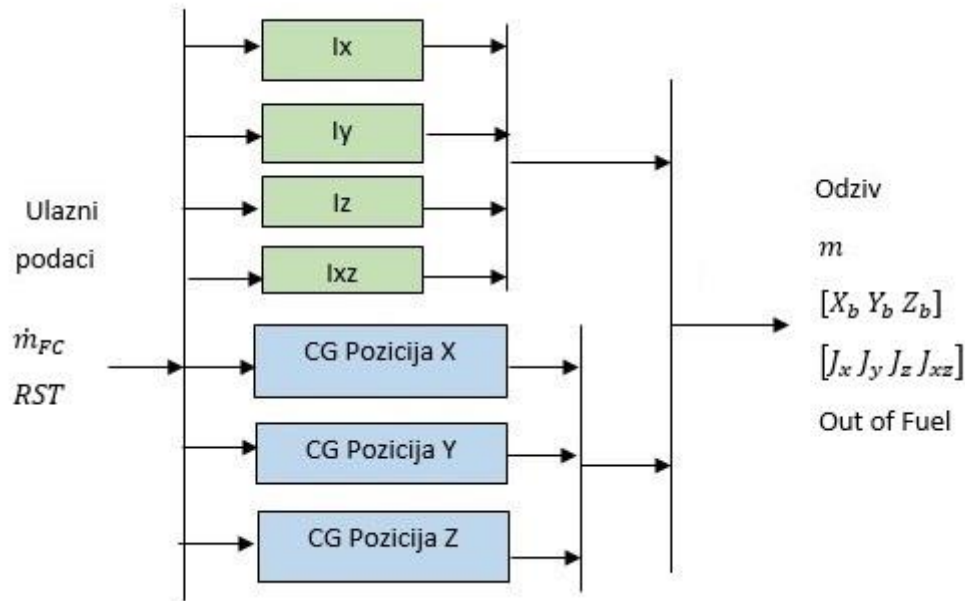 Ulazni
podaci
ṁ_FC
RST
Ix
Iy
Iz
Ixz
CG Pozicija X
CG Pozicija Y
CG Pozicija Z
Odziv
m
[X_b Y_b Z_b]
[J_x J_y J_z J_xz]
Out of Fuel